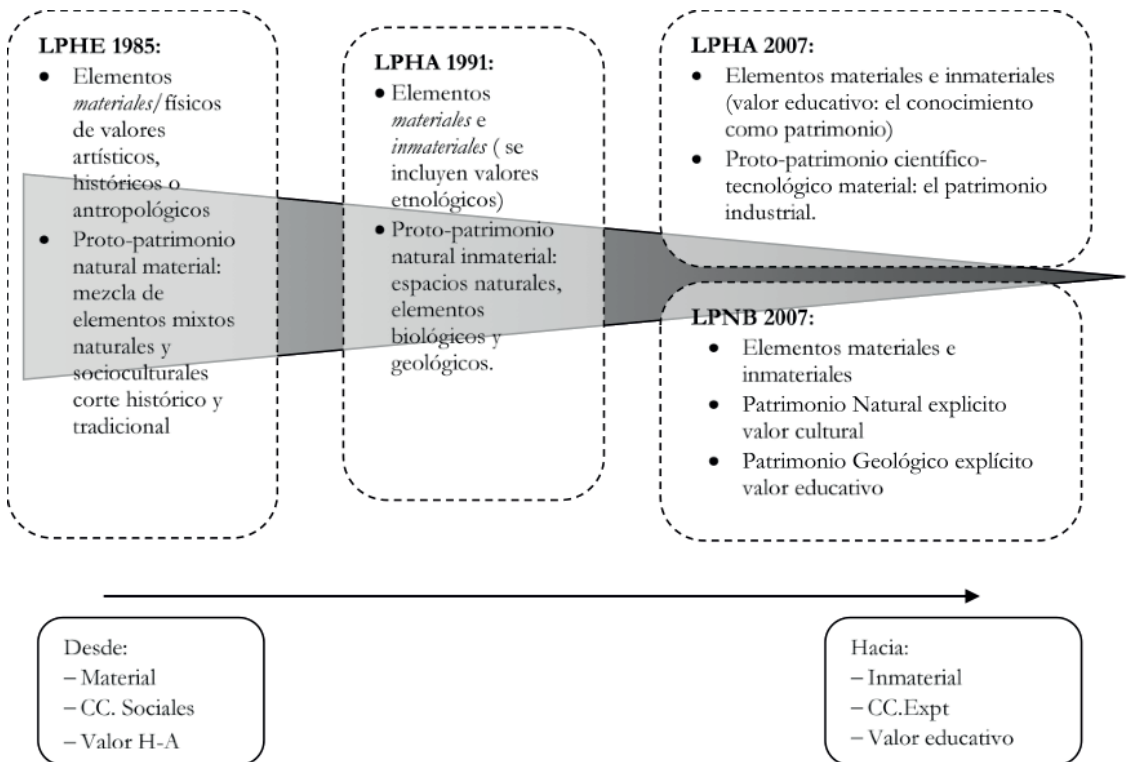 LPHE 1985:
• Elementos
materiales/físicos
de valores
artísticos,
históricos o
antropológicos
• Proto-patrimonio
natural material:
mezcla de
elementos mixtos
naturales y
socioculturales
corte histórico y
tradicional
LPHA 1991:
• Elementos
materiales e
inmateriales ( se
incluyen valores
etnológicos)
• Proto-patrimonio
natural inmaterial:
espacios naturales,
elementos
biológicos y
geológicos.
LPHA 2007:
• Elementos materiales e inmateriales
(valor educativo: el conocimiento
como patrimonio)
• Proto-patrimonio científico-
tecnológico material: el patrimonio
industrial.
LPNB 2007:
• Elementos materiales e
inmateriales
• Patrimonio Natural explicito
valor cultural
• Patrimonio Geológico explícito
valor educativo
Desde:
– Material
– CC. Sociales
– Valor H-A
Hacia:
– Inmaterial
– CC.Expt
– Valor educativo